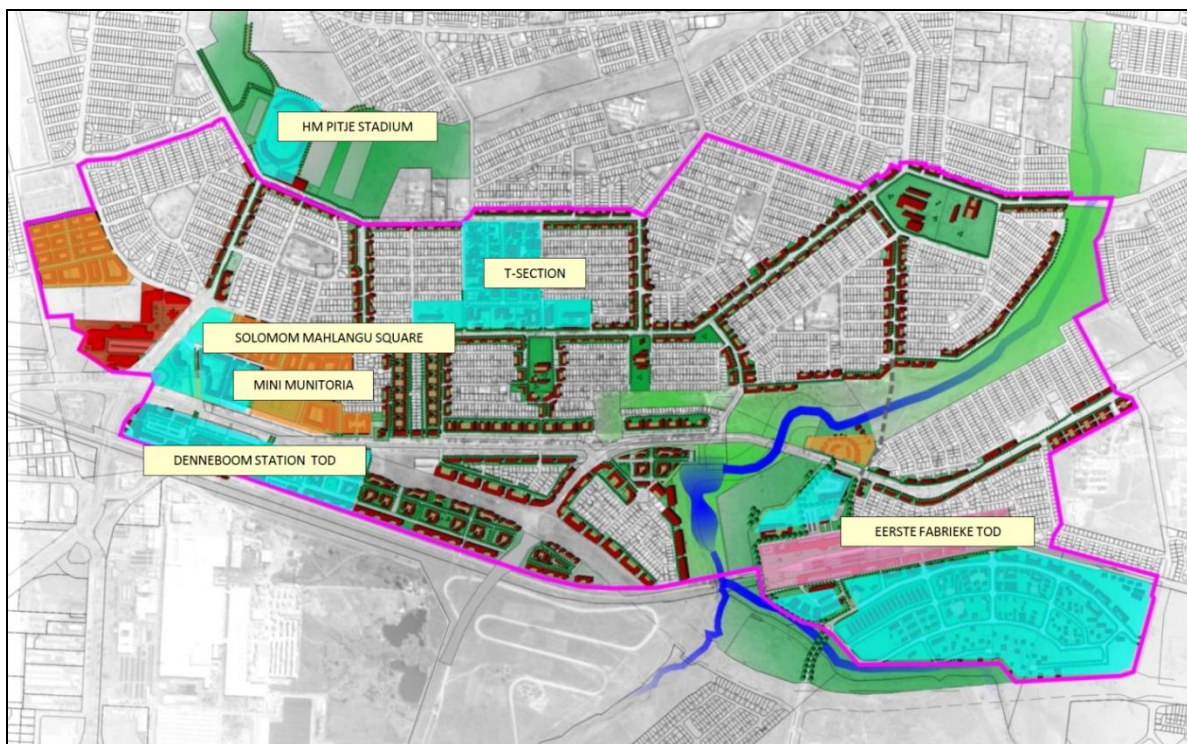 HM PITJE STADIUM
T-SECTION
SOLOMOM MAHLANGU SQUARE
MINI MUNITORIA
DENNEBOOM STATION TOD
EERSTE FABRIEKE TOD